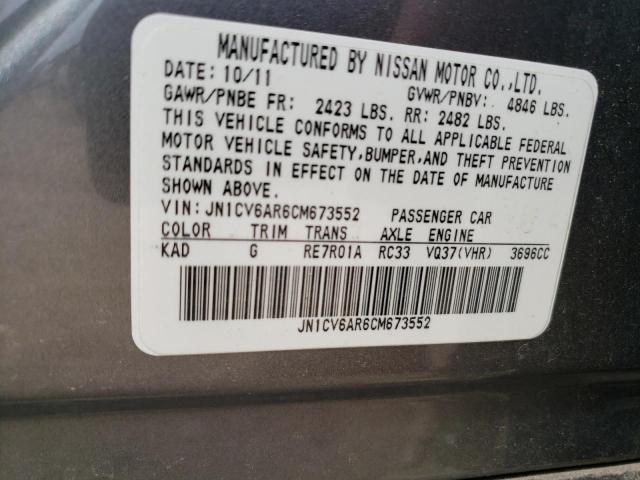 MANUFACTURED BY NISSAN MOTOR CO.,LTD.
DATE: 10/11 GVWR/PNBV: 4846 LBS.
GAWR/PNBE FR: 2423 LBS. RR: 2482 LBS.
THIS VEHICLE CONFORMS TO ALL APPLICABLE FEDERAL
MOTOR VEHICLE SAFETY,BUMPER,AND THEFT PREVENTION
STANDARDS IN EFFECT ON THE DATE OF MANUFACTURE
SHOWN ABOVE.
VIN: JN1CV6AR6CM673552 PASSENGER CAR
COLOR TRIM TRANS AXLE ENGINE
KAD G RE7R01A RC33 VQ37(VHR) 3696CC
JN1CV6AR6CM673552